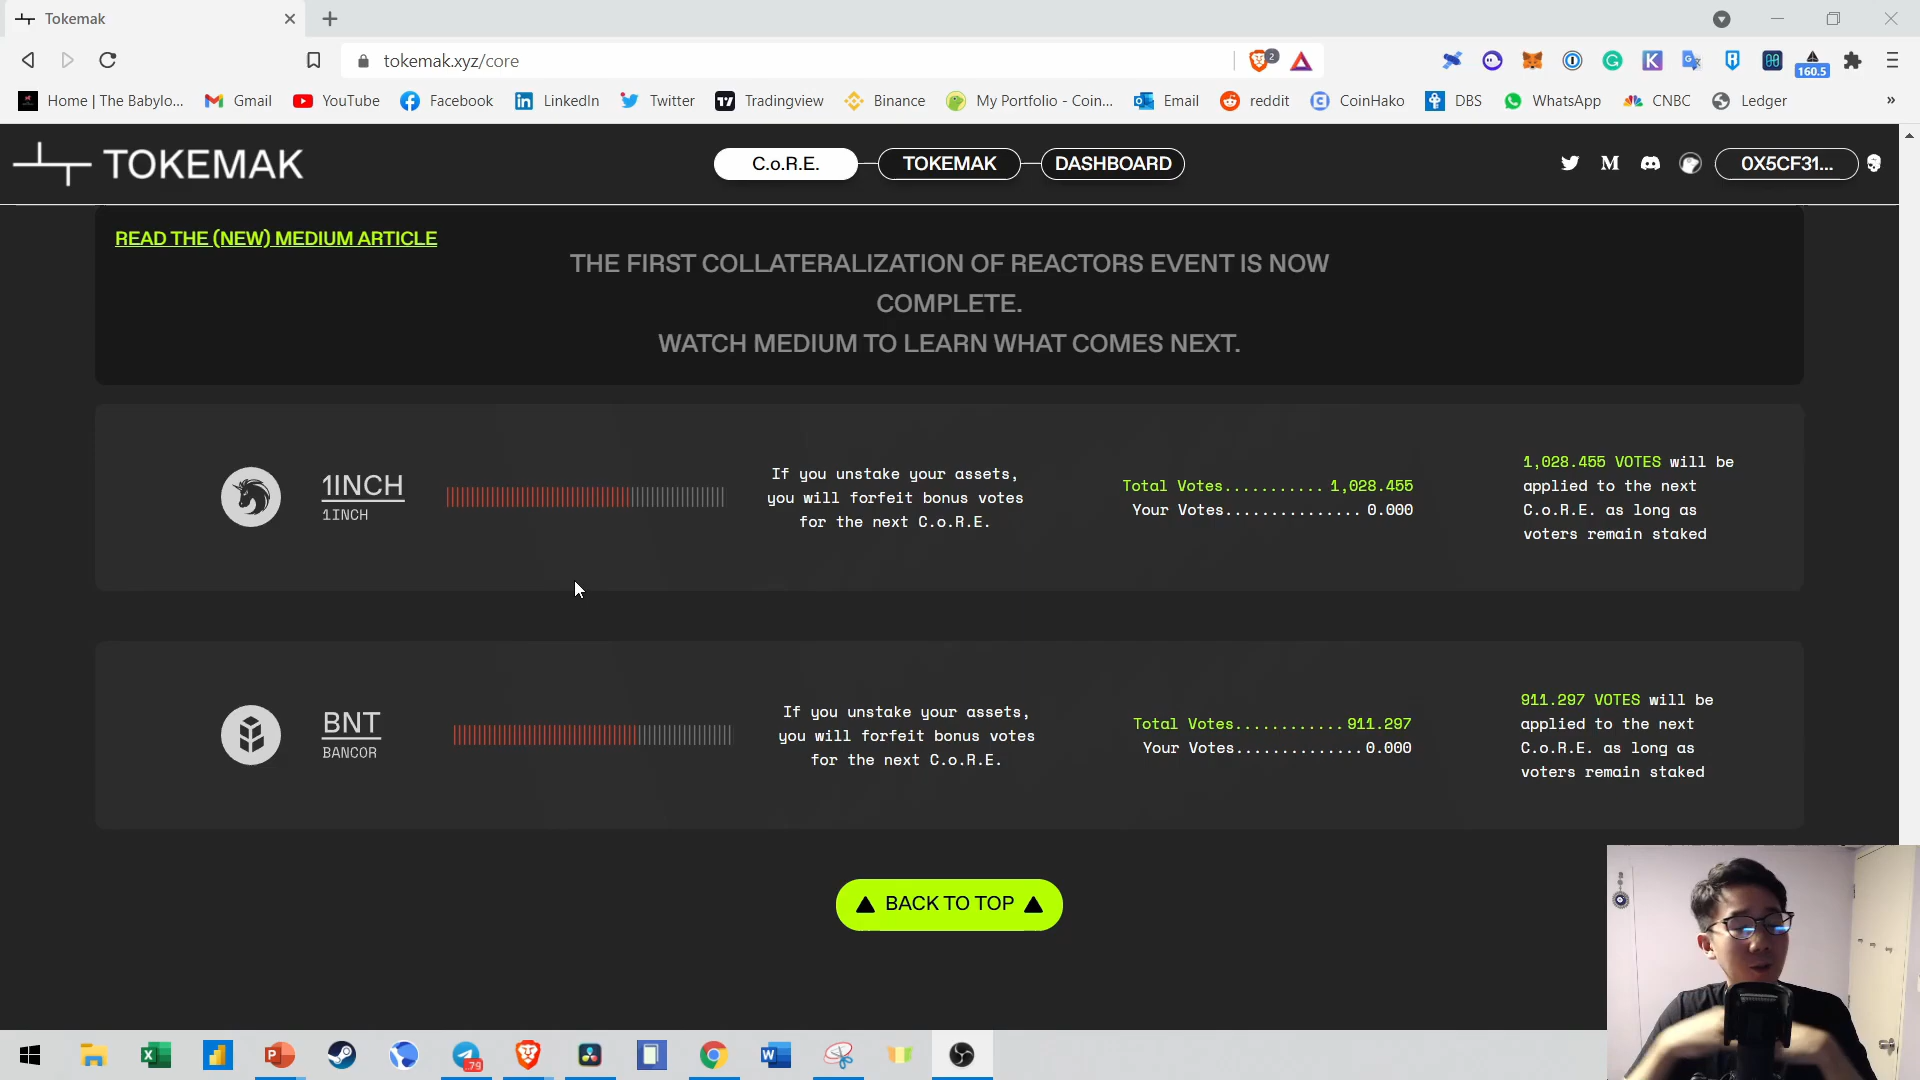 Tokemak
tokemak.xyz/core
2
160.5
Home | The Babylo...
Gmail
YouTube
Facebook
LinkedIn
Twitter
Tradingview
Binance
My Portfolio - Coin...
Email
reddit
CoinHako
DBS
WhatsApp
CNBC
Ledger
»
TOKEMAK
C.o.R.E.
TOKEMAK
DASHBOARD
0X5CF31...
READ THE (NEW) MEDIUM ARTICLE
THE FIRST COLLATERALIZATION OF REACTORS EVENT IS NOW
COMPLETE.
WATCH MEDIUM TO LEARN WHAT COMES NEXT.
1INCH
1INCH
If you unstake your assets,
you will forfeit bonus votes
for the next C.o.R.E.
Total Votes........... 1,028.455
Your Votes............... 0.000
1,028.455 VOTES will be
applied to the next
C.o.R.E. as long as
voters remain staked
BNT
BANCOR
If you unstake your assets,
you will forfeit bonus votes
for the next C.o.R.E.
Total Votes............911.297
Your Votes..............0.000
911.297 VOTES will be
applied to the next
C.o.R.E. as long as
voters remain staked
BACK TO TOP
79